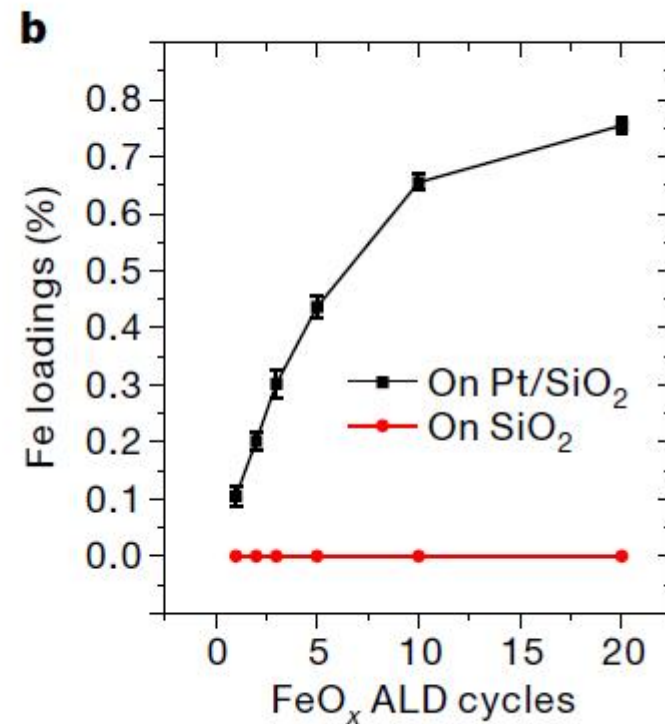 b
Fe loadings (%)
0.8
0.7
0.6
0.5
0.4
0.3
0.2
0.1
0.0
On Pt/SiO₂
On SiO₂
0 5 10 15 20
FeOₓ ALD cycles